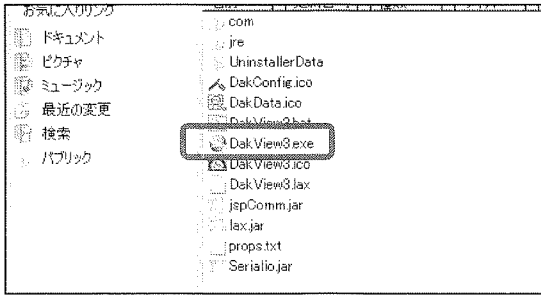 お気に入りリンク
ドキュメント
ピクチャ
ミュージック
最近の変更
検索
パブリック
com
jre
UninstallerData
DakConfig.ico
DakData.ico
DakView3.bat
DakView3.exe
DakView3.ico
DakView3.lax
jspComm.jar
lax.jar
props.txt
Serialio.jar